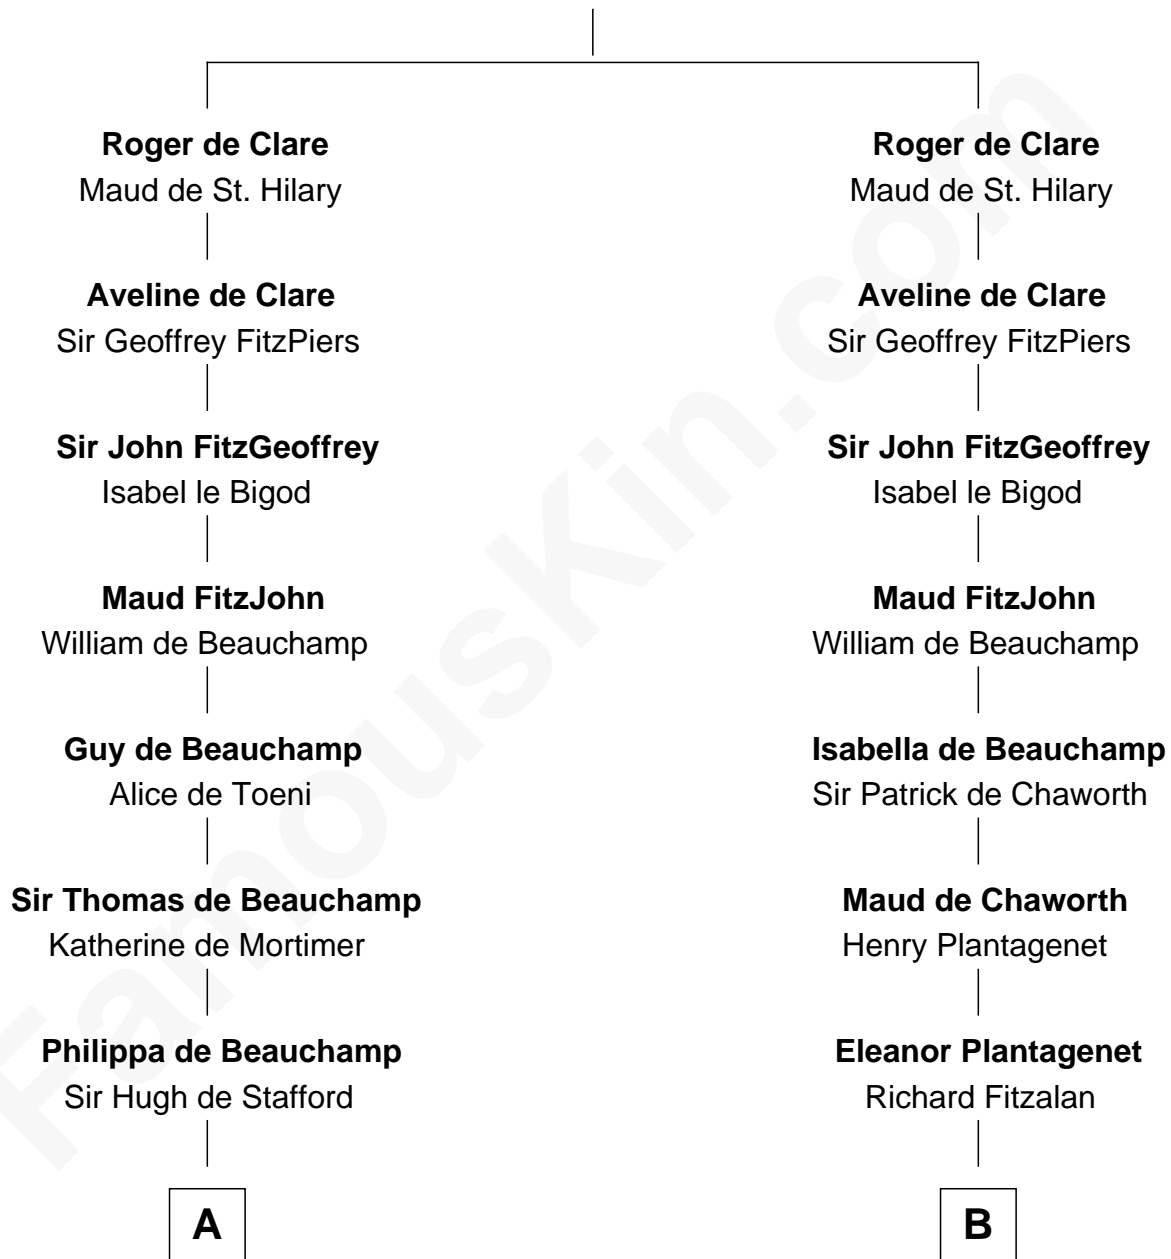 Roger de Clare
Maud de St. Hilary
Aveline de Clare
Sir Geoffrey FitzPiers
Sir John FitzGeoffrey
Isabel le Bigod
Maud FitzJohn
William de Beauchamp
Guy de Beauchamp
Alice de Toeni
Sir Thomas de Beauchamp
Katherine de Mortimer
Philippa de Beauchamp
Sir Hugh de Stafford
A
Roger de Clare
Maud de St. Hilary
Aveline de Clare
Sir Geoffrey FitzPiers
Sir John FitzGeoffrey
Isabel le Bigod
Maud FitzJohn
William de Beauchamp
Isabella de Beauchamp
Sir Patrick de Chaworth
Maud de Chaworth
Henry Plantagenet
Eleanor Plantagenet
Richard Fitzalan
B
FamousKin.com